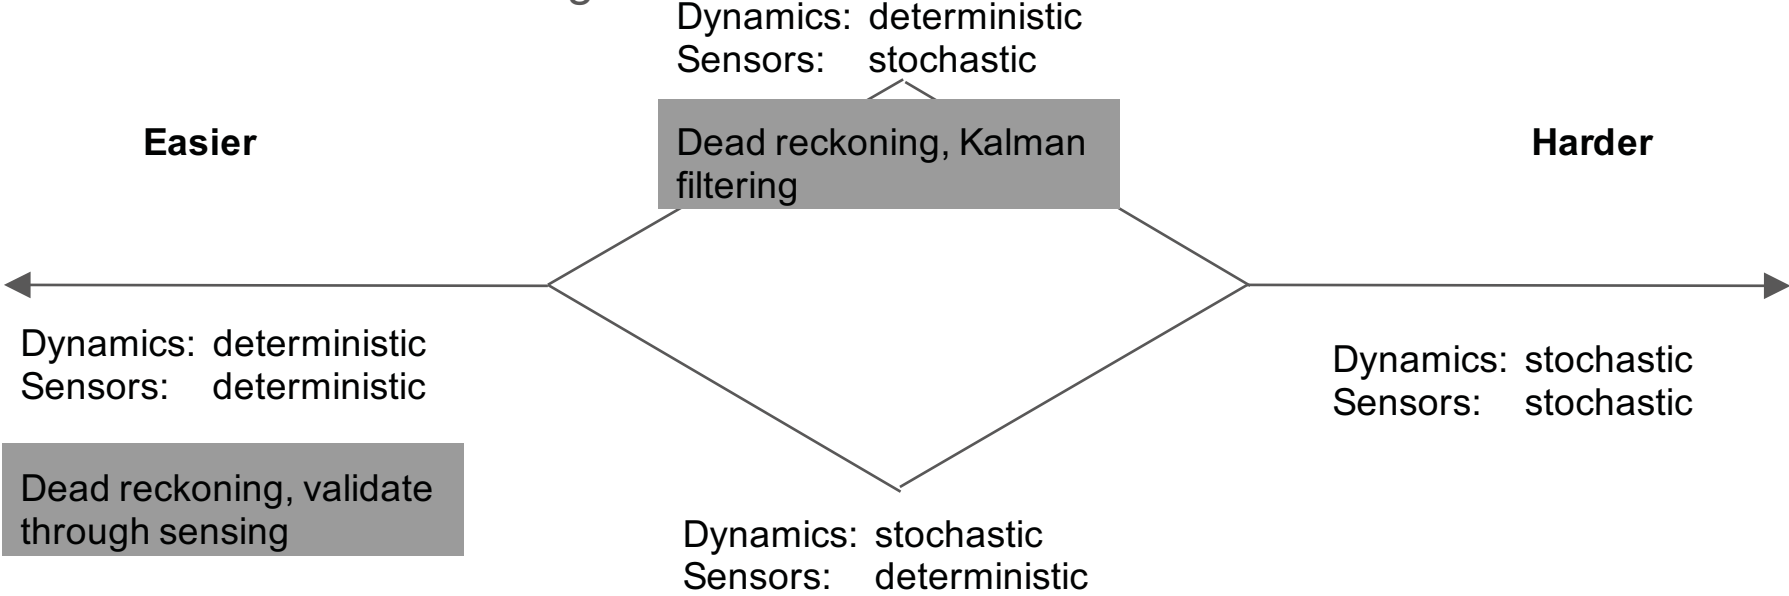 Dynamics: deterministic
Sensors: stochastic
Easier
Dead reckoning, Kalman
filtering
Harder
Dynamics: deterministic
Sensors: deterministic
Dynamics: stochastic
Sensors: stochastic
Dead reckoning, validate
through sensing
Dynamics: stochastic
Sensors: deterministic